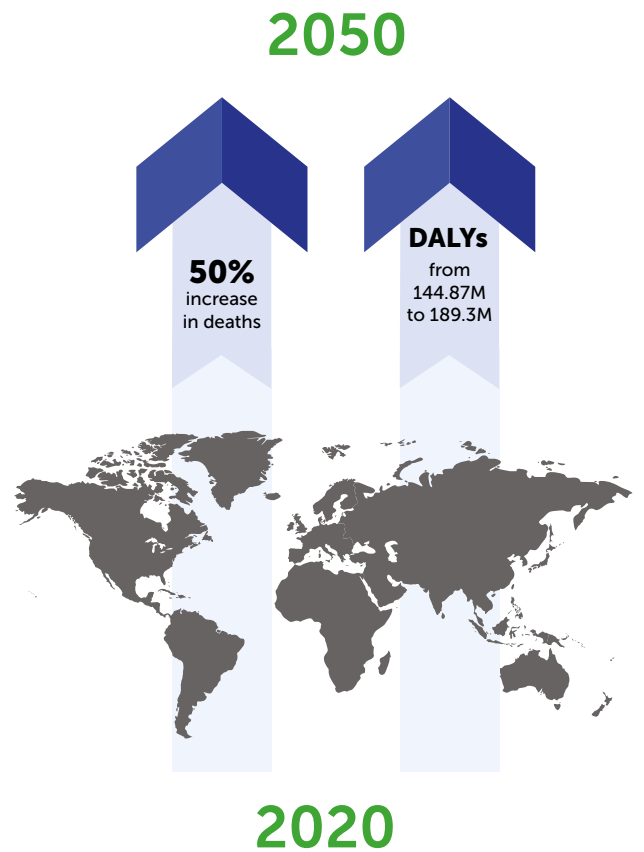 2050
50%
increase
in deaths
DALYs
from
144.87M
to 189.3M
2020